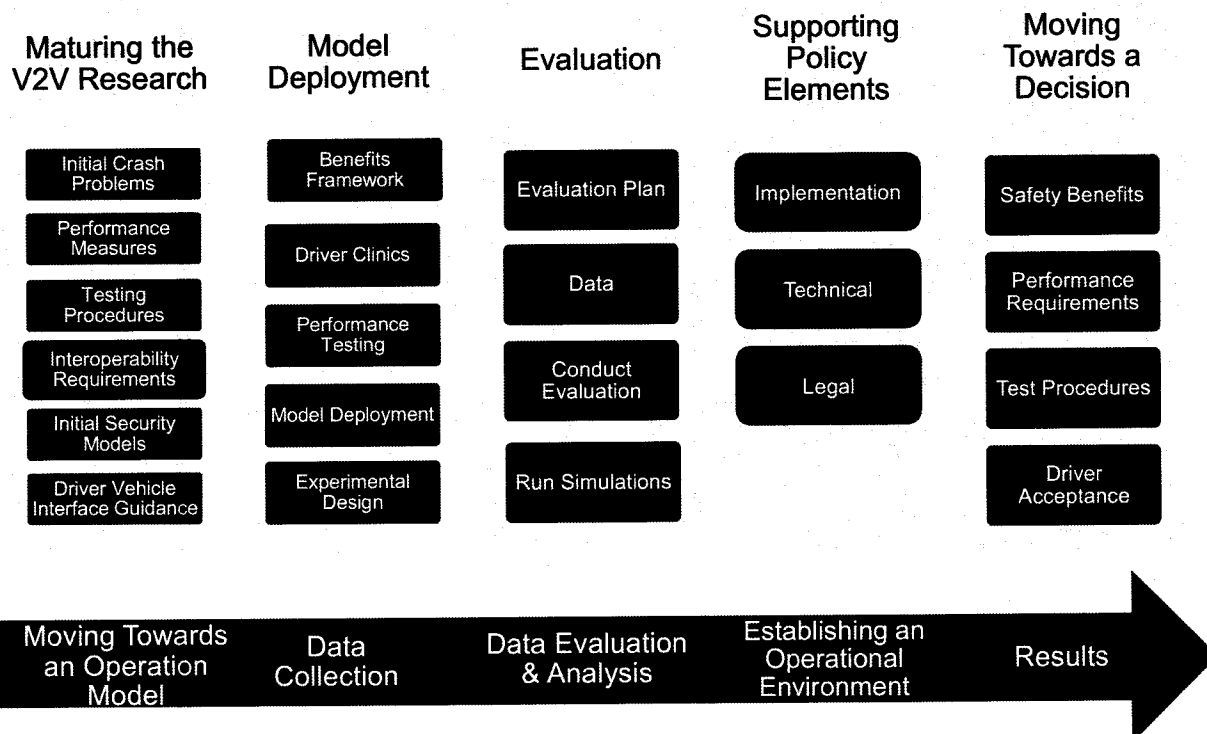 Maturing the
V2V Research
Initial Crash
Problems
Performance
Measures
Testing
Procedures
Interoperability
Requirements
Initial Security
Models
Driver Vehicle
Interface Guidance
Moving Towards
an Operation
Model
Model
Deployment
Benefits
Framework
Driver Clinics
Performance
Testing
Model Deployment
Experimental
Design
Data
Collection
Evaluation
Evaluation Plan
Data
Conduct
Evaluation
Run Simulations
Data Evaluation
& Analysis
Supporting
Policy
Elements
Implementation
Technical
Legal
Establishing an
Operational
Environment
Moving
Towards a
Decision
Safety Benefits
Performance
Requirements
Test Procedures
Driver
Acceptance
Results